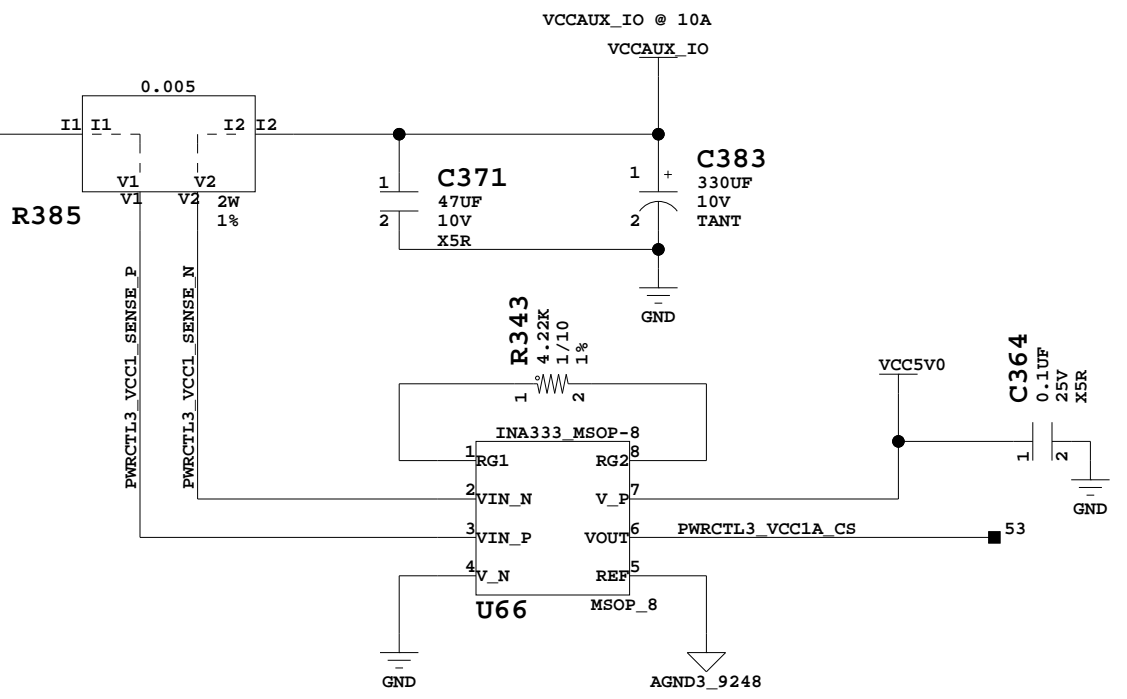 VCCAUX_IO @ 10A
VCCAUX_IO
0.005
I1 I1
I2 I2
V1 V2
V1 V2
2W
1%
R385
1
2
C371
47UF
10V
X5R
1 +
2
C383
330UF
10V
TANT
GND
PWRCTL3_VCC1_SENSE_P
PWRCTL3_VCC1_SENSE_N
R343
4.22K
1/10
1%
1 2
VCC5V0
C364
0.1UF
25V
X5R
1 2
GND
INA333_MSOP-8
1 RG1 RG2 8
2 VIN_N V_P 7
3 VIN_P VOUT 6
PWRCTL3_VCC1A_CS
53
4 V_N REF 5
U66
MSOP_8
GND
AGND3_9248